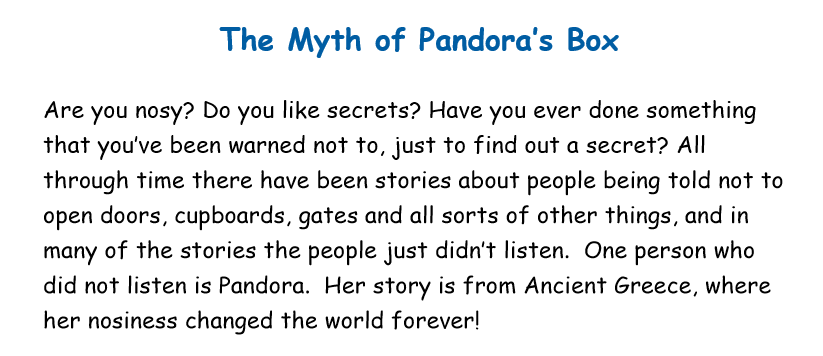 The Myth of Pandora's Box
Are you nosy? Do you like secrets? Have you ever done something
that you've been warned not to, just to find out a secret? All
through time there have been stories about people being told not to
open doors, cupboards, gates and all sorts of other things, and in
many of the stories the people just didn't listen.  One person who
did not listen is Pandora.  Her story is from Ancient Greece, where
her nosiness changed the world forever!